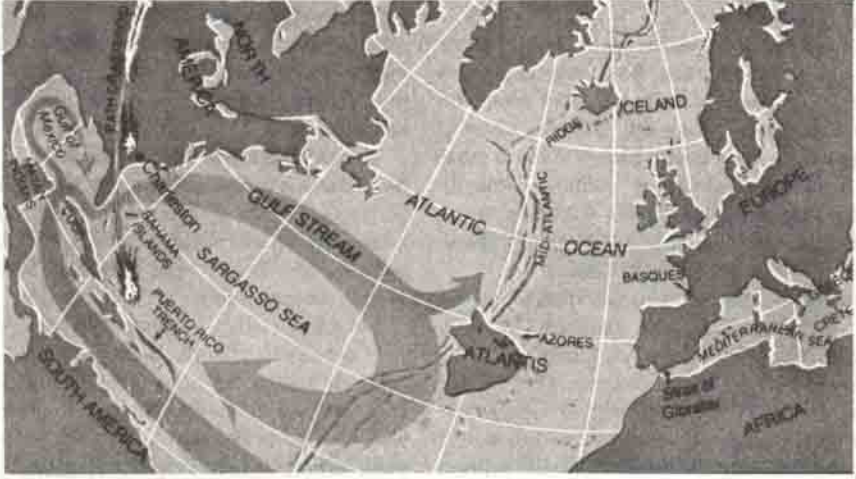 NORTH
AMERICA
Gulf of
Mexico
Charleston
BAHAMA
ISLANDS
GULF STREAM
SARGASSO SEA
PUERTO RICO
TRENCH
SOUTH AMERICA
ATLANTIC
OCEAN
MID-ATLANTIC
RIDGE
ICELAND
EUROPE
BASQUES
AZORES
ATLANTIS
MEDITERRANEAN
SEA
CRETE
Strait of
Gibraltar
AFRICA